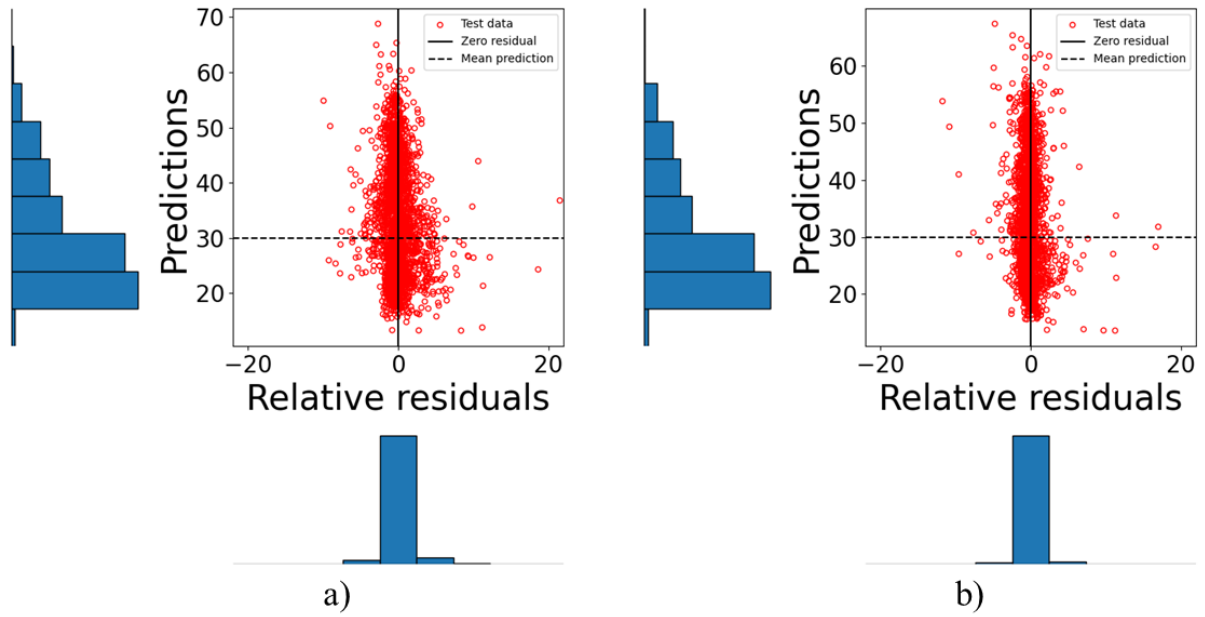 Predictions
70
60
50
40
30
20
Test data
Zero residual
Mean prediction
−20
0
20
Relative residuals
a)
Predictions
60
50
40
30
20
Test data
Zero residual
Mean prediction
−20
0
20
Relative residuals
b)